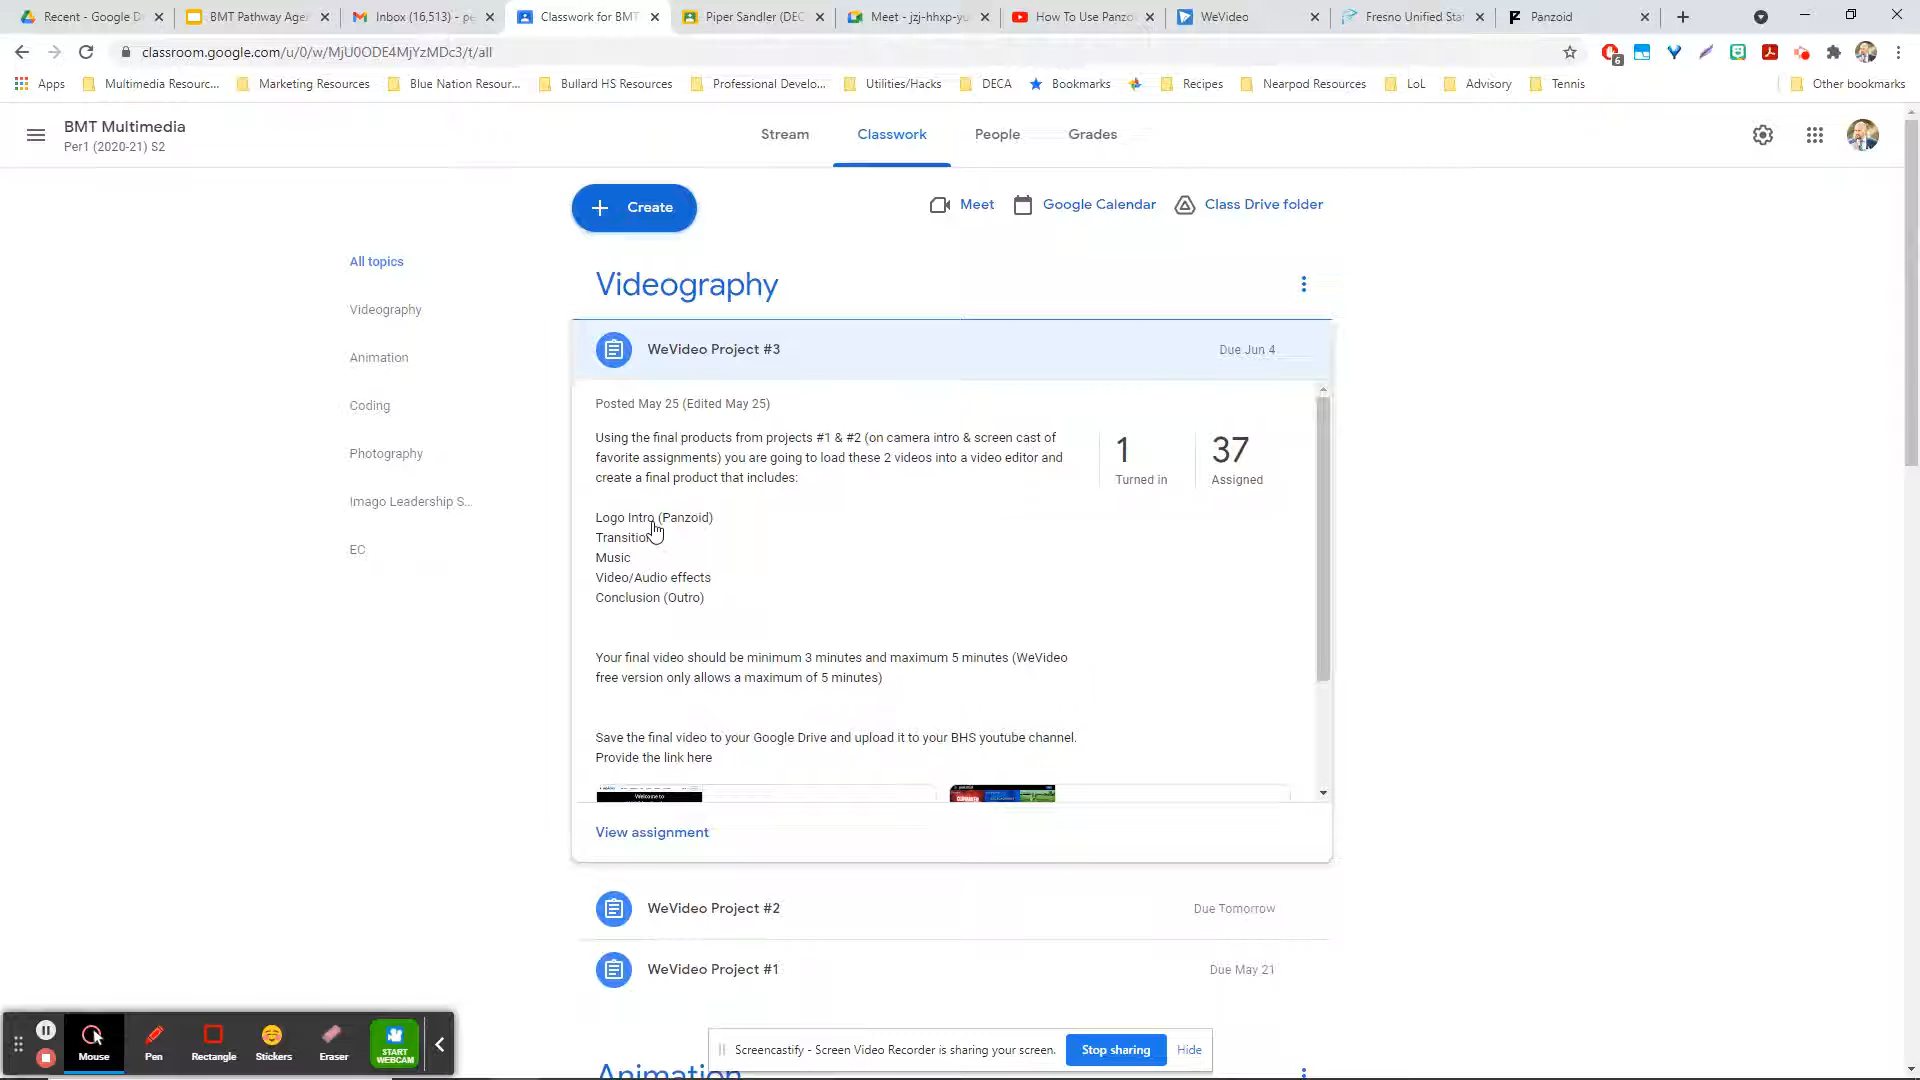 Recent - Google D
BMT Pathway Age
Inbox (16,513) - pe
Classwork for BMT
Piper Sandler (DEC
Meet - jzj-hhxp-yu
How To Use Panzo
WeVideo
Fresno Unified Sta
Panzoid
classroom.google.com/u/0/w/MjU0ODE4MjYzMDc3/t/all
6
Apps
Multimedia Resourc...
Marketing Resources
Blue Nation Resour...
Bullard HS Resources
Professional Develo...
Utilities/Hacks
DECA
Bookmarks
Recipes
Nearpod Resources
LoL
Advisory
Tennis
Other bookmarks
BMT Multimedia
Per1 (2020-21) S2
Stream
Classwork
People
Grades
Create
Meet
Google Calendar
Class Drive folder
All topics
Videography
Animation
Coding
Photography
Imago Leadership S...
EC
Videography
WeVideo Project #3
Due Jun 4
Posted May 25 (Edited May 25)
Using the final products from projects #1 & #2 (on camera intro & screen cast of
favorite assignments) you are going to load these 2 videos into a video editor and
create a final product that includes:
1
Turned in
37
Assigned
Logo Intro (Panzoid)
Transition
Music
Video/Audio effects
Conclusion (Outro)
Your final video should be minimum 3 minutes and maximum 5 minutes (WeVideo
free version only allows a maximum of 5 minutes)
Save the final video to your Google Drive and upload it to your BHS youtube channel.
Provide the link here
Welcome to
View assignment
WeVideo Project #2
Due Tomorrow
WeVideo Project #1
Due May 21
Animation
Mouse
Pen
Rectangle
Stickers
Eraser
START
WEBCAM
Screencastify - Screen Video Recorder is sharing your screen.
Stop sharing
Hide